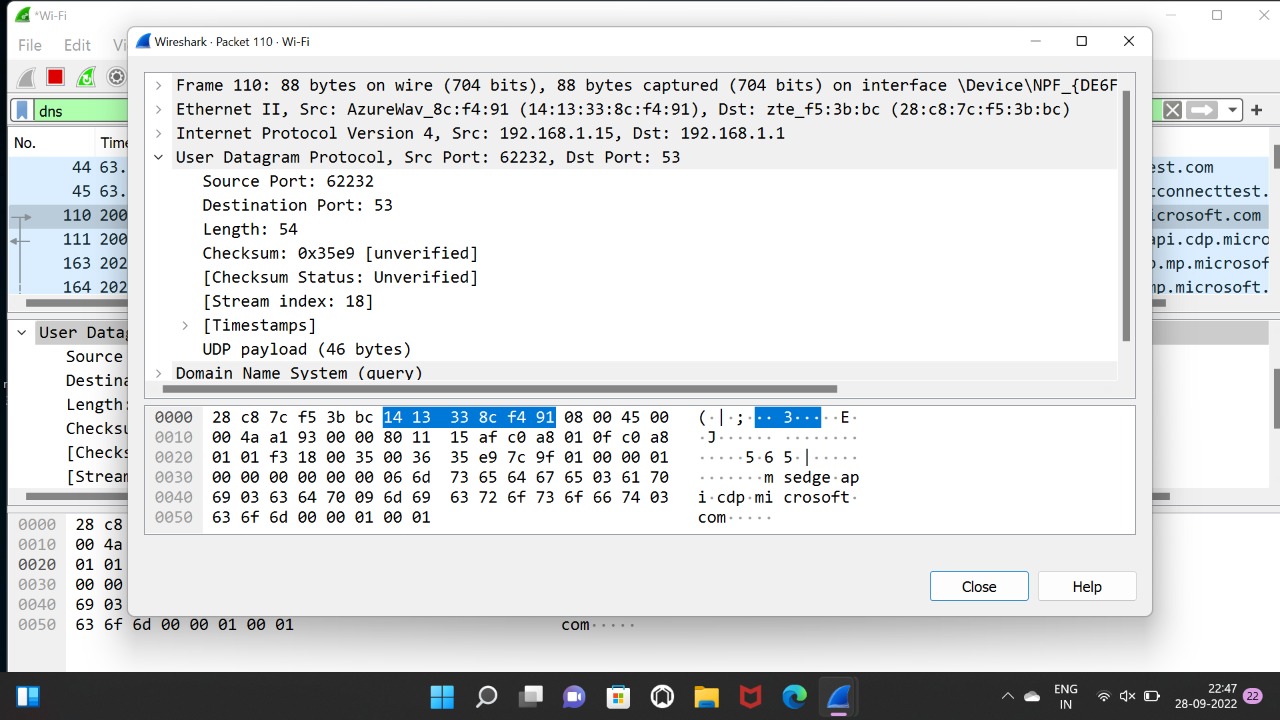 *Wi-Fi
File Edit Vi
Wireshark · Packet 110 · Wi-Fi
dns
No. Time
44 63.
45 63.
110 200
111 200
163 202
164 202
est.com
connecttest.
icrosoft.com
api.cdp.micro
p.mp.microsof
mp.microsoft.
Frame 110: 88 bytes on wire (704 bits), 88 bytes captured (704 bits) on interface \Device\NPF_{DE6F
Ethernet II, Src: AzureWav_8c:f4:91 (14:13:33:8c:f4:91), Dst: zte_f5:3b:bc (28:c8:7c:f5:3b:bc)
Internet Protocol Version 4, Src: 192.168.1.15, Dst: 192.168.1.1
User Datagram Protocol, Src Port: 62232, Dst Port: 53
Source Port: 62232
Destination Port: 53
Length: 54
Checksum: 0x35e9 [unverified]
[Checksum Status: Unverified]
[Stream index: 18]
[Timestamps]
UDP payload (46 bytes)
Domain Name System (query)
User Datag
Source
Destina
Length:
Checksu
[Checks
[Stream
0000 28 c8 7c f5 3b bc 14 13 33 8c f4 91 08 00 45 00 (·|;····3·····E·
0010 00 4a a1 93 00 00 80 11 15 af c0 a8 01 0f c0 a8 ·J······ ········
0020 01 01 f3 18 00 35 00 36 35 e9 7c 9f 01 00 00 01 ·····5·6 5·|·····
0030 00 00 00 00 00 00 06 6d 73 65 64 67 65 03 61 70 ·······m sedge·ap
0040 69 03 63 64 70 09 6d 69 63 72 6f 73 6f 66 74 03 i·cdp·mi crosoft·
0050 63 6f 6d 00 00 01 00 01 com·····
Close Help
0000 28 c8
0010 00 4a
0020 01 01
0030 00 00
0040 69 03
0050 63 6f 6d 00 00 01 00 01 com·····
ENG
IN
22:47
28-09-2022
22